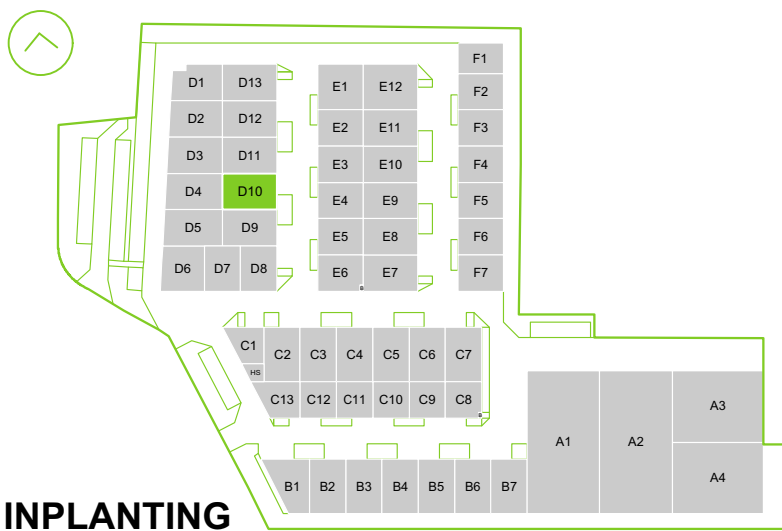 F1
D1 D13 E1 E12 F2
D2 D12 E2 E11 F3
D3 D11 E3 E10 F4
D4 D10 E4 E9 F5
D5 D9 E5 E8 F6
D6 D7 D8 E6 E7 F7
B
C1 C2 C3 C4 C5 C6 C7
HS
C13 C12 C11 C10 C9 C8
B
A1 A2 A3
A4
B1 B2 B3 B4 B5 B6 B7
INPLANTING